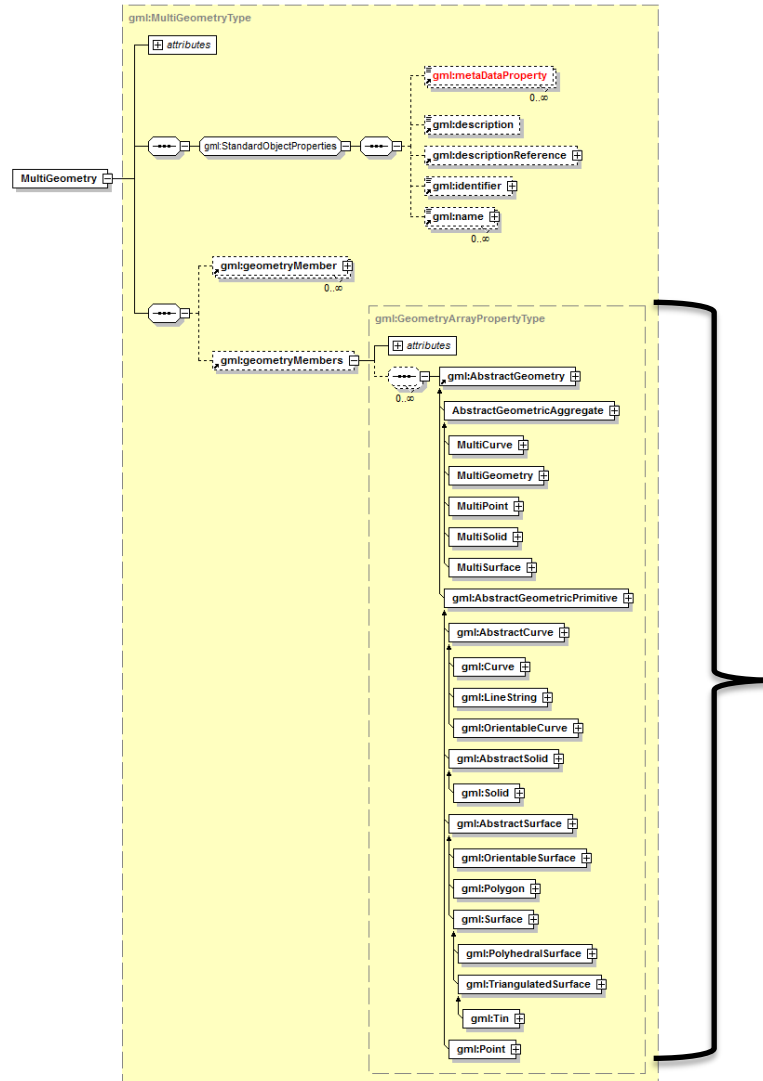 gml:MultiGeometryType
attributes
gml:metaDataProperty
0..∞
gml:description
gml:StandardObjectProperties
gml:descriptionReference
MultiGeometry
gml:identifier
gml:name
0..∞
gml:geometryMember
0..∞
gml:GeometryArrayPropertyType
attributes
gml:geometryMembers
gml:AbstractGeometry
0..∞
AbstractGeometricAggregate
MultiCurve
MultiGeometry
MultiPoint
MultiSolid
MultiSurface
gml:AbstractGeometricPrimitive
gml:AbstractCurve
gml:Curve
gml:LineString
gml:OrientableCurve
gml:AbstractSolid
gml:Solid
gml:AbstractSurface
gml:OrientableSurface
gml:Polygon
gml:Surface
gml:PolyhedralSurface
gml:TriangulatedSurface
gml:Tin
gml:Point